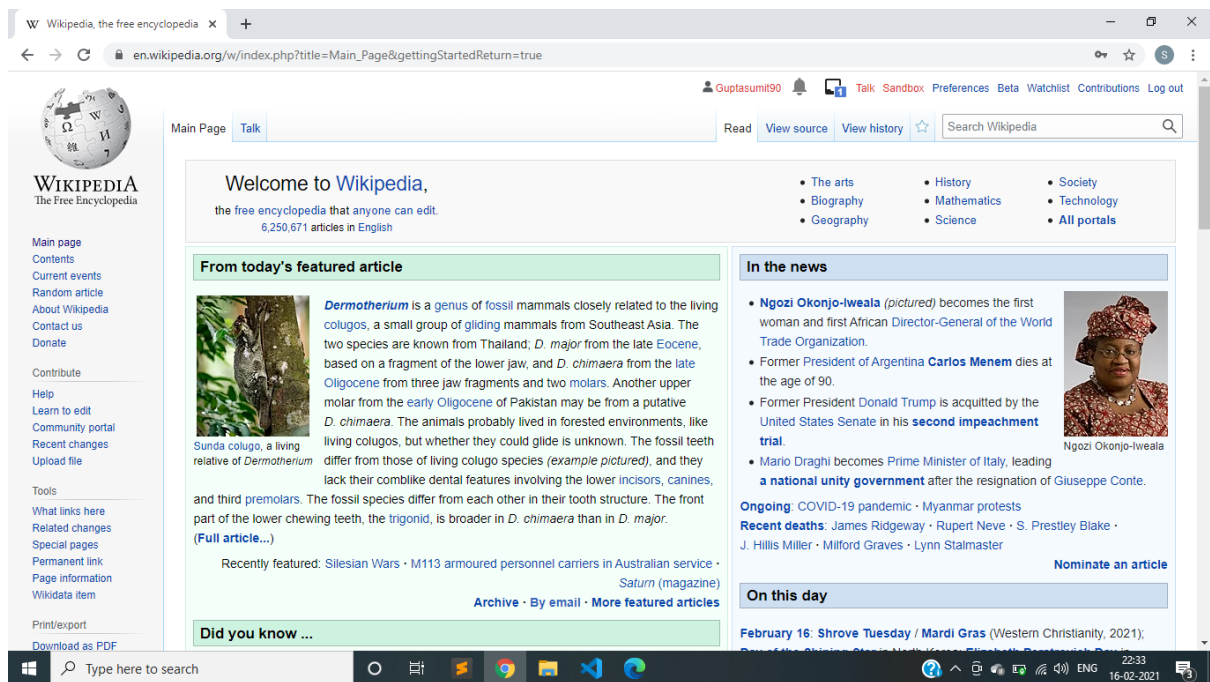 Wikipedia, the free encyclopedia
en.wikipedia.org/w/index.php?title=Main_Page&gettingStartedReturn=true
S
Guptasumit90 1 Talk Sandbox Preferences Beta Watchlist Contributions Log out
Main Page Talk Read View source View history Search Wikipedia
WIKIPEDIA
The Free Encyclopedia
Main page
Contents
Current events
Random article
About Wikipedia
Contact us
Donate
Contribute
Help
Learn to edit
Community portal
Recent changes
Upload file
Tools
What links here
Related changes
Special pages
Permanent link
Page information
Wikidata item
Print/export
Download as PDF
Welcome to Wikipedia,
the free encyclopedia that anyone can edit.
6,250,671 articles in English
• The arts
• Biography
• Geography
• History
• Mathematics
• Science
• Society
• Technology
• All portals
From today's featured article
Dermotherium is a genus of fossil mammals closely related to the living
colugos, a small group of gliding mammals from Southeast Asia. The
two species are known from Thailand; D. major from the late Eocene,
based on a fragment of the lower jaw, and D. chimaera from the late
Oligocene from three jaw fragments and two molars. Another upper
molar from the early Oligocene of Pakistan may be from a putative
D. chimaera. The animals probably lived in forested environments, like
living colugos, but whether they could glide is unknown. The fossil teeth
differ from those of living colugo species (example pictured), and they
lack their comblike dental features involving the lower incisors, canines,
and third premolars. The fossil species differ from each other in their tooth structure. The front
part of the lower chewing teeth, the trigonid, is broader in D. chimaera than in D. major.
(Full article...)
Sunda colugo, a living
relative of Dermotherium
Recently featured: Silesian Wars · M113 armoured personnel carriers in Australian service ·
Saturn (magazine)
Archive · By email · More featured articles
Did you know ...
In the news
• Ngozi Okonjo-Iweala (pictured) becomes the first
woman and first African Director-General of the World
Trade Organization.
• Former President of Argentina Carlos Menem dies at
the age of 90.
• Former President Donald Trump is acquitted by the
United States Senate in his second impeachment
trial.
• Mario Draghi becomes Prime Minister of Italy, leading
a national unity government after the resignation of Giuseppe Conte.
Ngozi Okonjo-Iweala
Ongoing: COVID-19 pandemic · Myanmar protests
Recent deaths: James Ridgeway · Rupert Neve · S. Prestley Blake ·
J. Hillis Miller · Milford Graves · Lynn Stalmaster
Nominate an article
On this day
February 16: Shrove Tuesday / Mardi Gras (Western Christianity, 2021);
Type here to search
ENG
22:33
16-02-2021
3